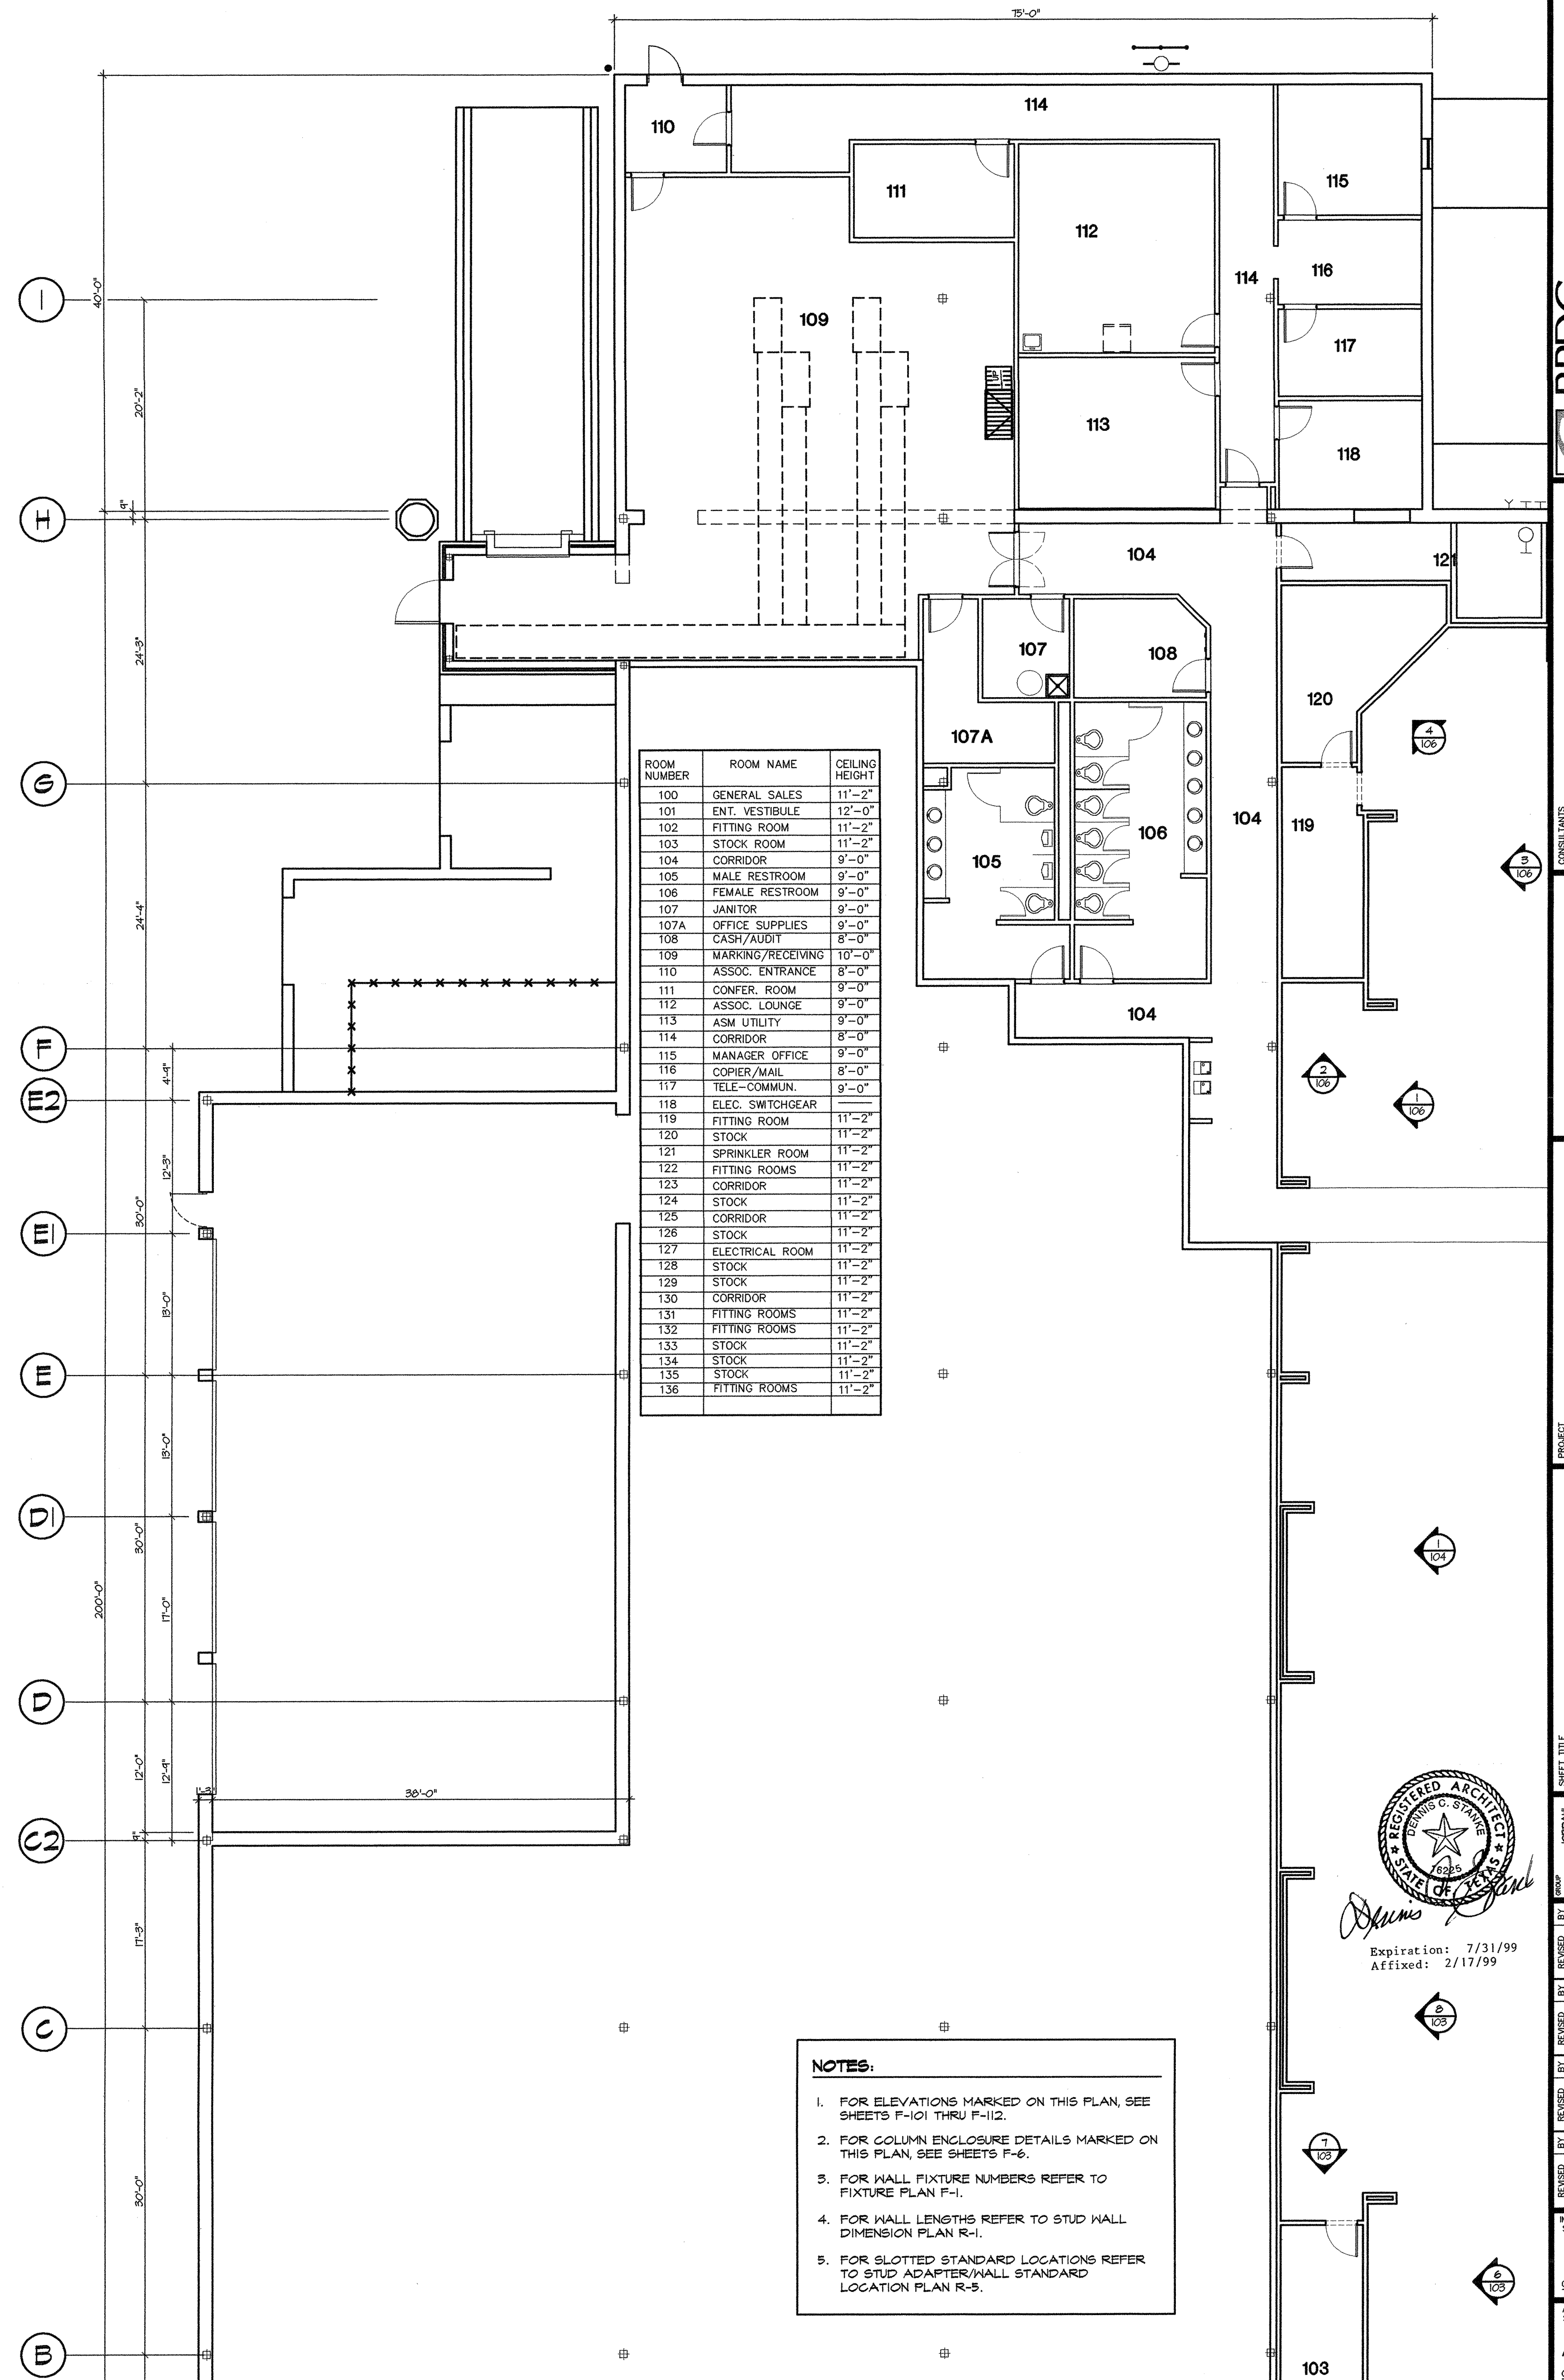 75'-0"
114
110
115
111
112
I
40'-0"
114
116
109
117
20'-2"
UP
113
118
9"
H
104
121
24'-3"
107
108
120
107A
4
106
G
ROOM NUMBER ROOM NAME CEILING HEIGHT
100 GENERAL SALES 11'-2"
101 ENT. VESTIBULE 12'-0"
102 FITTING ROOM 11'-2"
103 STOCK ROOM 11'-2"
104 CORRIDOR 9'-0"
105 MALE RESTROOM 9'-0"
106 FEMALE RESTROOM 9'-0"
107 JANITOR 9'-0"
107A OFFICE SUPPLIES 9'-0"
108 CASH/AUDIT 8'-0"
109 MARKING/RECEIVING 10'-0"
110 ASSOC. ENTRANCE 8'-0"
111 CONFER. ROOM 9'-0"
112 ASSOC. LOUNGE 9'-0"
113 ASM UTILITY 9'-0"
114 CORRIDOR 8'-0"
115 MANAGER OFFICE 9'-0"
116 COPIER/MAIL 8'-0"
117 TELE-COMMUN. 9'-0"
118 ELEC. SWITCHGEAR
119 FITTING ROOM 11'-2"
120 STOCK 11'-2"
121 SPRINKLER ROOM 11'-2"
122 FITTING ROOMS 11'-2"
123 CORRIDOR 11'-2"
124 STOCK 11'-2"
125 CORRIDOR 11'-2"
126 STOCK 11'-2"
127 ELECTRICAL ROOM 11'-2"
128 STOCK 11'-2"
129 STOCK 11'-2"
130 CORRIDOR 11'-2"
131 FITTING ROOMS 11'-2"
132 FITTING ROOMS 11'-2"
133 STOCK 11'-2"
134 STOCK 11'-2"
135 STOCK 11'-2"
136 FITTING ROOMS 11'-2"
105
106
104
119
3
106
CONSULTANTS
24'-4"
104
F
4'-9"
E2
2
106
1
106
12'-3"
30'-0"
E1
13'-0"
E
13'-0"
PROJECT
D1
30'-0"
1
104
200'-0"
17'-0"
D
SHEET TITLE
12'-0"
12'-9"
1'-3"
38'-0"
9"
C2
REGISTERED ARCHITECT
DENNIS C. STANKE
16225
STATE OF TEXAS
Dennis C Stanke
Expiration: 7/31/99
Affixed: 2/17/99
GROUP
BY
REVISED
BY
REVISED
BY
REVISED
BY
REVISED
17'-3"
C
8
103
30'-0"
7
103
6
103
103
B
NOTES:
1. FOR ELEVATIONS MARKED ON THIS PLAN, SEE
SHEETS F-101 THRU F-112.
2. FOR COLUMN ENCLOSURE DETAILS MARKED ON
THIS PLAN, SEE SHEETS F-6.
3. FOR WALL FIXTURE NUMBERS REFER TO
FIXTURE PLAN F-1.
4. FOR WALL LENGTHS REFER TO STUD WALL
DIMENSION PLAN R-1.
5. FOR SLOTTED STANDARD LOCATIONS REFER
TO STUD ADAPTER/WALL STANDARD
LOCATION PLAN R-5.